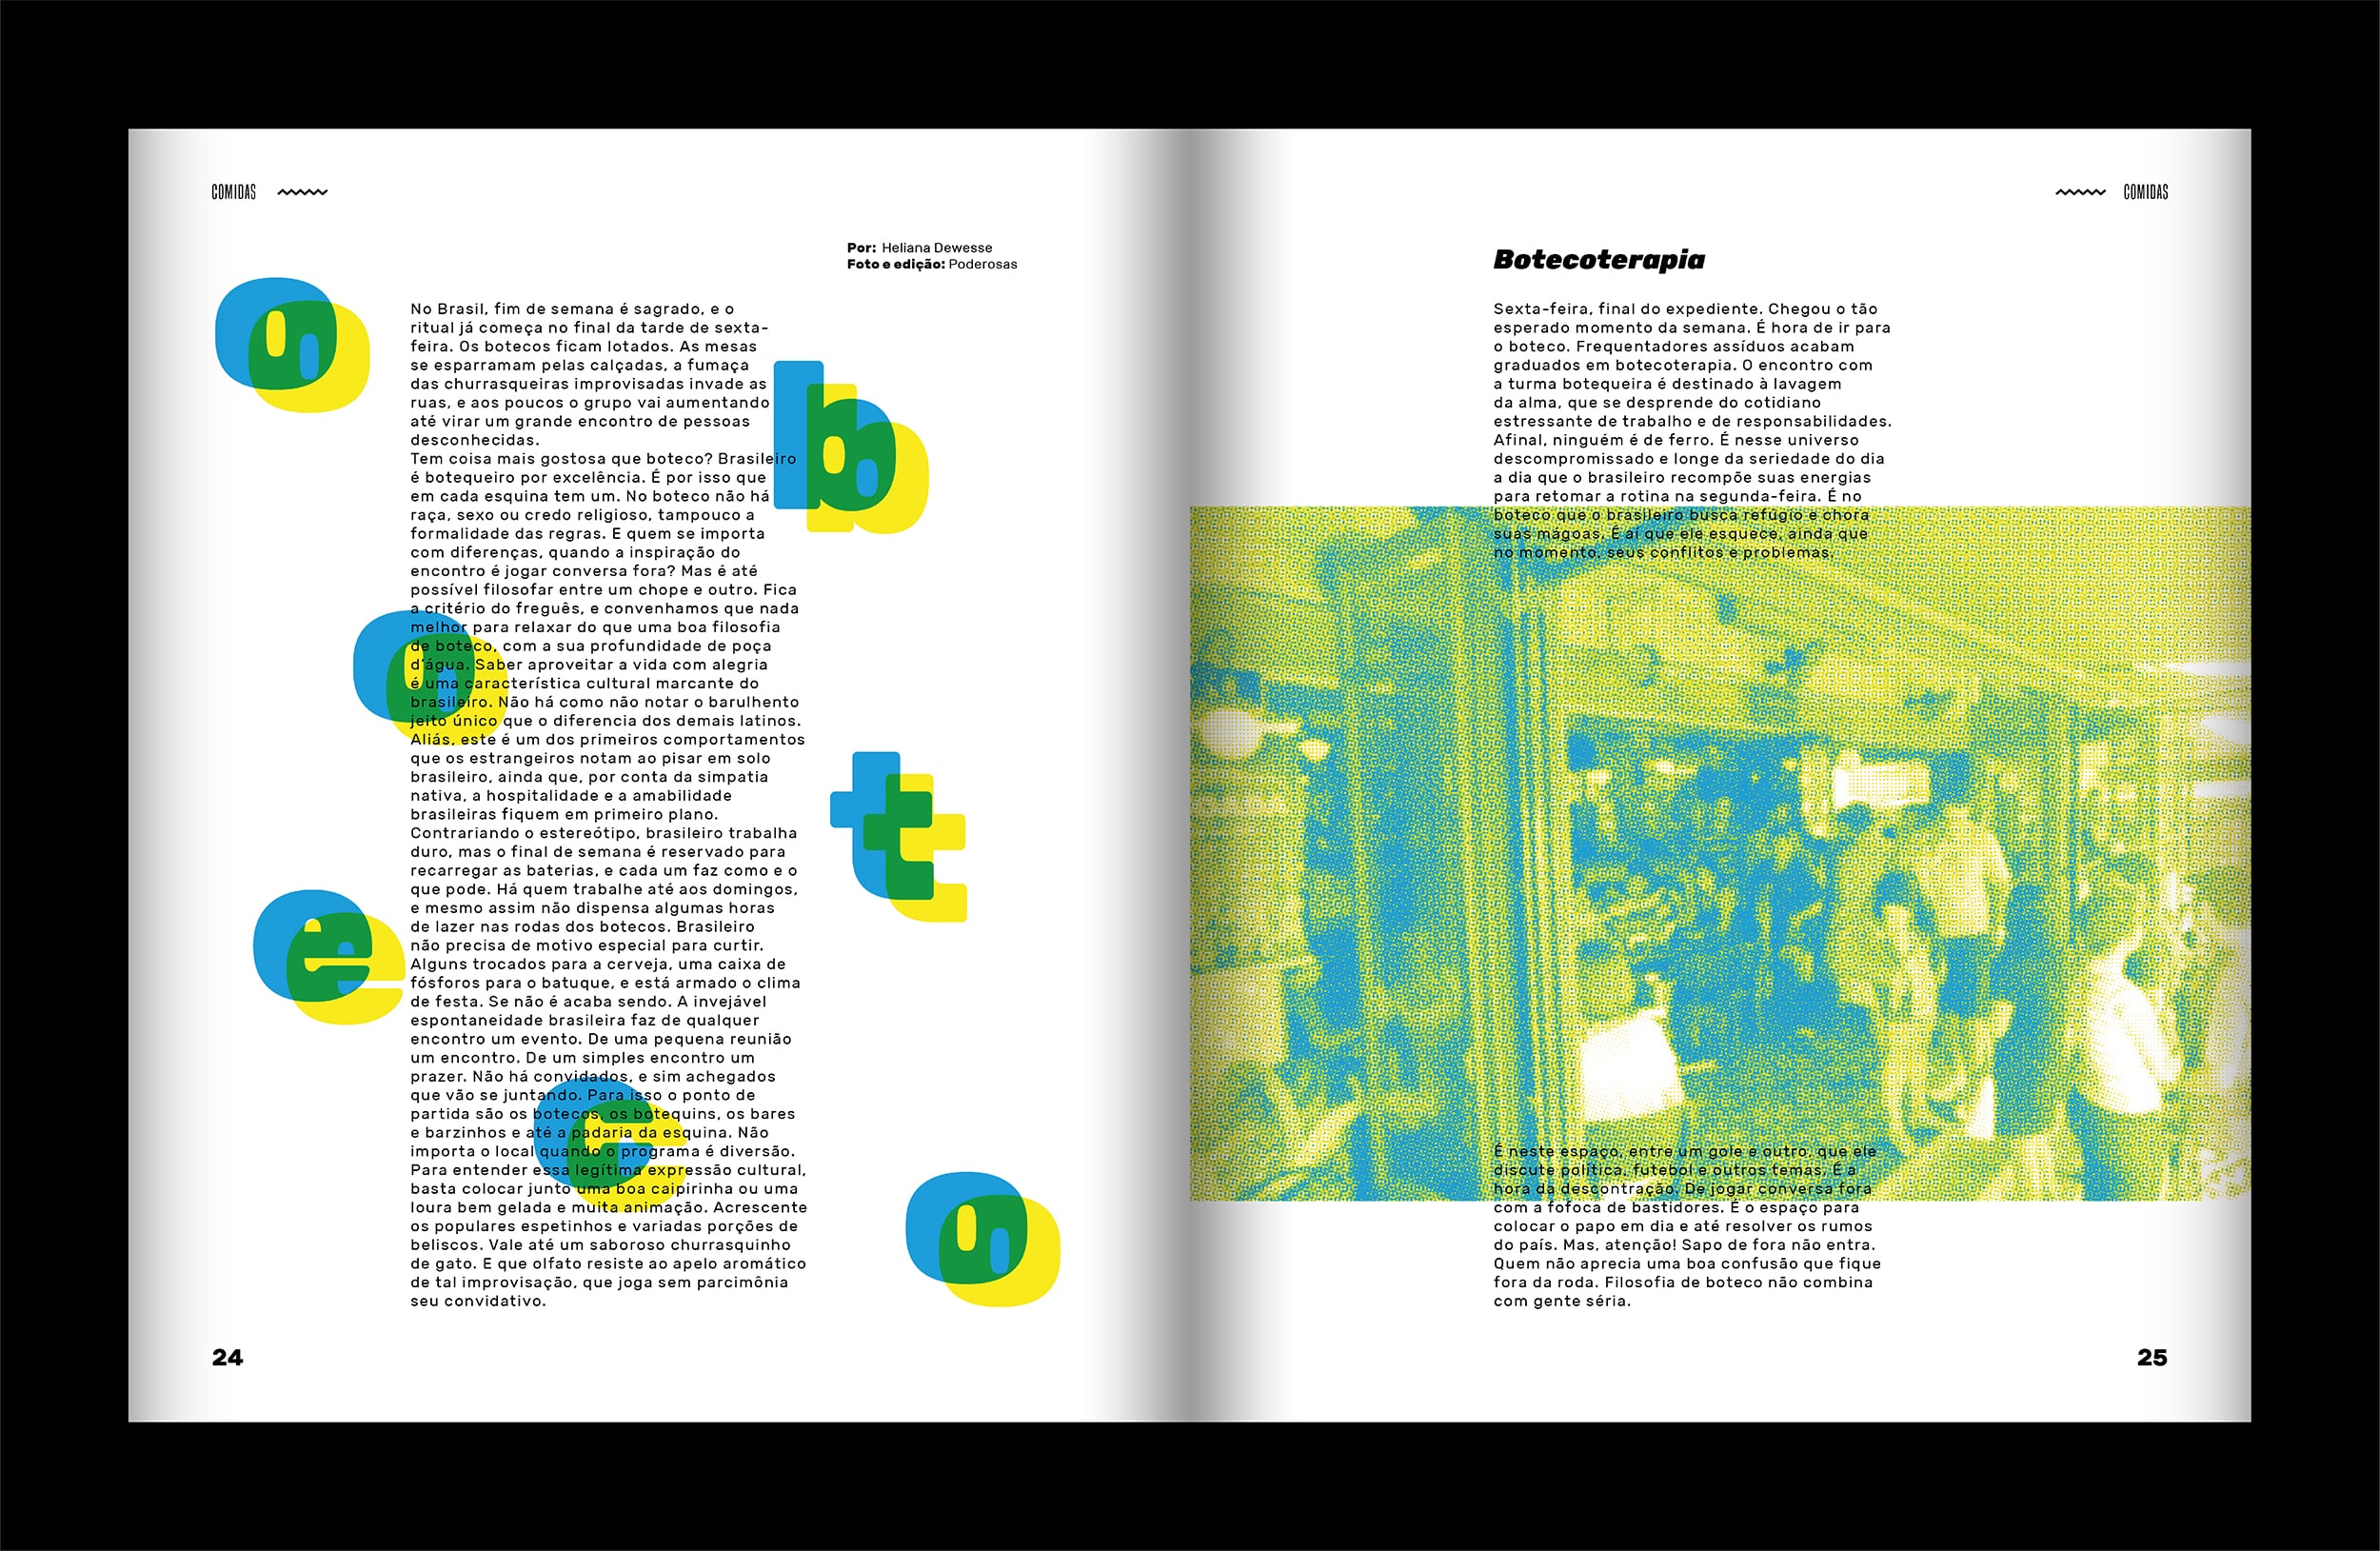 COMIDAS
Por: Heliana Dewesse
Foto e edição: Poderosas
o
b
o
t
e
c
o
No Brasil, fim de semana é sagrado, e o
ritual já começa no final da tarde de sexta-
feira. Os botecos ficam lotados. As mesas
se esparramam pelas calçadas, a fumaça
das churrasqueiras improvisadas invade as
ruas, e aos poucos o grupo vai aumentando
até virar um grande encontro de pessoas
desconhecidas.
Tem coisa mais gostosa que boteco? Brasileiro
é botequeiro por excelência. É por isso que
em cada esquina tem um. No boteco não há
raça, sexo ou credo religioso, tampouco a
formalidade das regras. E quem se importa
com diferenças, quando a inspiração do
encontro é jogar conversa fora? Mas é até
possível filosofar entre um chope e outro. Fica
a critério do freguês, e convenhamos que nada
melhor para relaxar do que uma boa filosofia
de boteco, com a sua profundidade de poça
d'água. Saber aproveitar a vida com alegria
é uma característica cultural marcante do
brasileiro. Não há como não notar o barulhento
jeito único que o diferencia dos demais latinos.
Aliás, este é um dos primeiros comportamentos
que os estrangeiros notam ao pisar em solo
brasileiro, ainda que, por conta da simpatia
nativa, a hospitalidade e a amabilidade
brasileiras fiquem em primeiro plano.
Contrariando o estereótipo, brasileiro trabalha
duro, mas o final de semana é reservado para
recarregar as baterias, e cada um faz como e o
que pode. Há quem trabalhe até aos domingos,
e mesmo assim não dispensa algumas horas
de lazer nas rodas dos botecos. Brasileiro
não precisa de motivo especial para curtir.
Alguns trocados para a cerveja, uma caixa de
fósforos para o batuque, e está armado o clima
de festa. Se não é acaba sendo. A invejável
espontaneidade brasileira faz de qualquer
encontro um evento. De uma pequena reunião
um encontro. De um simples encontro um
prazer. Não há convidados, e sim achegados
que vão se juntando. Para isso o ponto de
partida são os botecos, os botequins, os bares
e barzinhos e até a padaria da esquina. Não
importa o local quando o programa é diversão.
Para entender essa legítima expressão cultural,
basta colocar junto uma boa caipirinha ou uma
loura bem gelada e muita animação. Acrescente
os populares espetinhos e variadas porções de
beliscos. Vale até um saboroso churrasquinho
de gato. E que olfato resiste ao apelo aromático
de tal improvisação, que joga sem parcimônia
seu convidativo.
24
COMIDAS
Botecoterapia
Sexta-feira, final do expediente. Chegou o tão
esperado momento da semana. É hora de ir para
o boteco. Frequentadores assíduos acabam
graduados em botecoterapia. O encontro com
a turma botequeira é destinado à lavagem
da alma, que se desprende do cotidiano
estressante de trabalho e de responsabilidades.
Afinal, ninguém é de ferro. É nesse universo
descompromissado e longe da seriedade do dia
a dia que o brasileiro recompõe suas energias
para retomar a rotina na segunda-feira. É no
boteco que o brasileiro busca refúgio e chora
suas mágoas. É aí que ele esquece, ainda que
no momento, seus conflitos e problemas.
É neste espaço, entre um gole e outro, que ele
discute política, futebol e outros temas. É a
hora da descontração. De jogar conversa fora
com a fofoca de bastidores. É o espaço para
colocar o papo em dia e até resolver os rumos
do país. Mas, atenção! Sapo de fora não entra.
Quem não aprecia uma boa confusão que fique
fora da roda. Filosofia de boteco não combina
com gente séria.
25